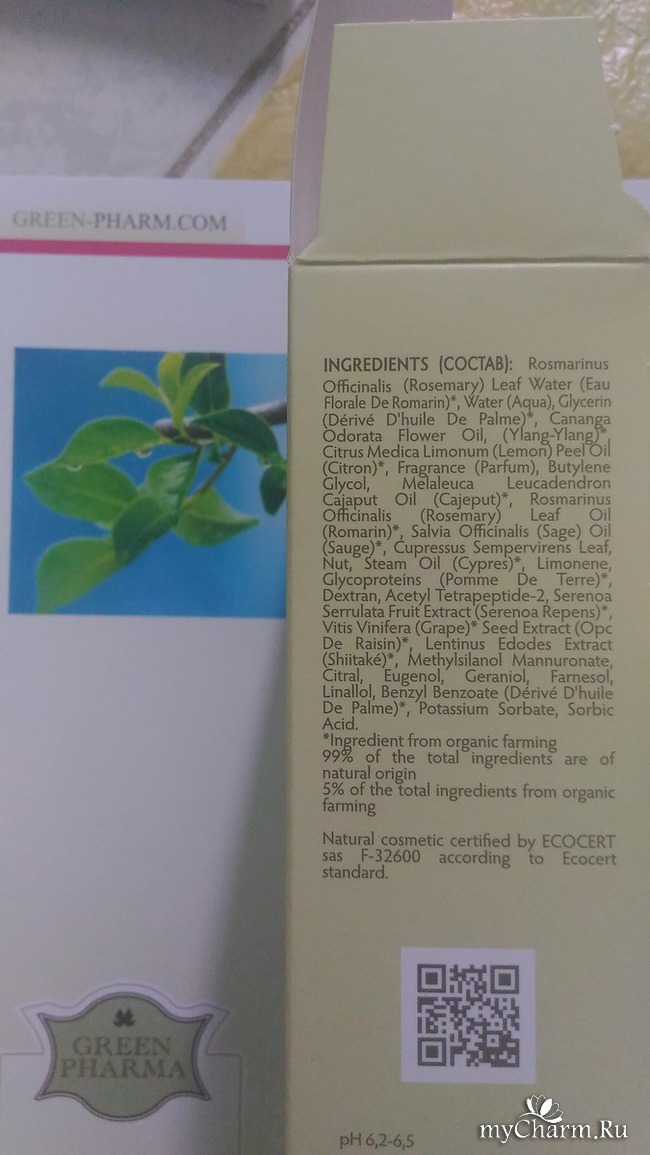 GREEN-PHARM.COM
INGREDIENTS (СОСТАВ): Rosmarinus
Officinalis (Rosemary) Leaf Water (Eau
Florale De Romarin)*, Water (Aqua), Glycerin
(Dérivé D'huile De Palme)*, Cananga
Odorata Flower Oil, (Ylang-Ylang)*
Citrus Medica Limonum (Lemon) Peel Oil
(Citron)*, Fragrance (Parfum), Butylene
Glycol, Melaleuca Leucadendron
Cajaput Oil (Cajeput)*, Rosmarinus
Officinalis (Rosemary) Leaf Oil
(Romarin)*, Salvia Officinalis (Sage) Oil
(Sauge)*, Cupressus Sempervirens Leaf,
Nut, Steam Oil (Cypres)*, Limonene,
Glycoproteins (Pomme De Terre)*,
Dextran, Acetyl Tetrapeptide-2, Serenoa
Serrulata Fruit Extract (Serenoa Repens)*,
Vitis Vinifera (Grape)* Seed Extract (Opc
De Raisin)*, Lentinus Edodes Extract
(Shiitaké)*, Methylsilanol Mannuronate,
Citral, Eugenol, Geraniol, Farnesol,
Linallol, Benzyl Benzoate (Dérivé D'huile
De Palme)*, Potassium Sorbate, Sorbic
Acid.
*Ingredient from organic farming
99% of the total ingredients are of
natural origin
5% of the total ingredients from organic
farming
Natural cosmetic certified by ECOCERT
sas F-32600 according to Ecocert
standard.
GREEN
PHARMA
pH 6,2-6,5
myCharm.Ru